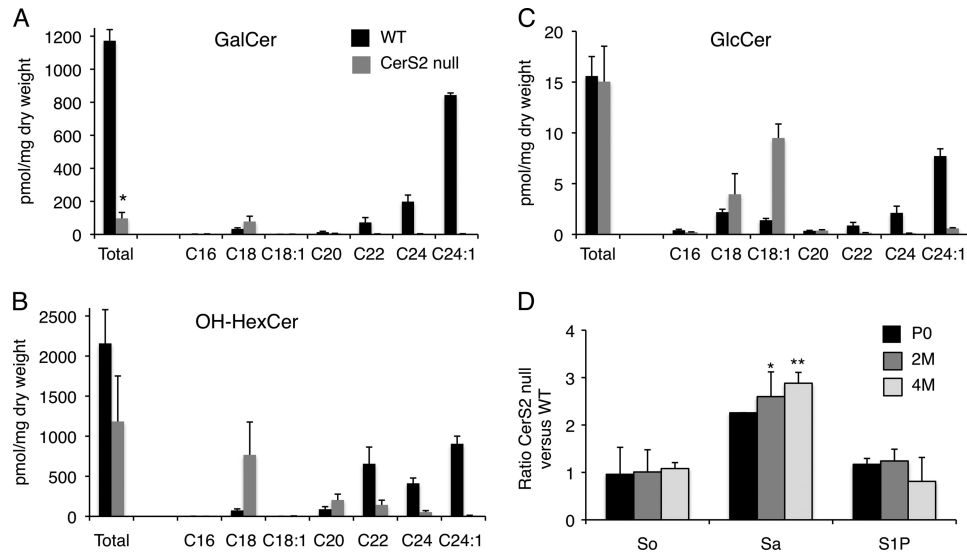 A
GalCer
WT
CerS2 null
pmol/mg dry weight
1200
1000
800
600
400
200
0
*
Total C16 C18 C18:1 C20 C22 C24 C24:1
B
OH-HexCer
pmol/mg dry weight
2500
2000
1500
1000
500
0
Total C16 C18 C18:1 C20 C22 C24 C24:1
C
GlcCer
pmol/mg dry weight
20
15
10
5
0
Total C16 C18 C18:1 C20 C22 C24 C24:1
D
P0
2M
4M
Ratio CerS2 null
versus WT
4
3
2
1
0
* **
So Sa S1P